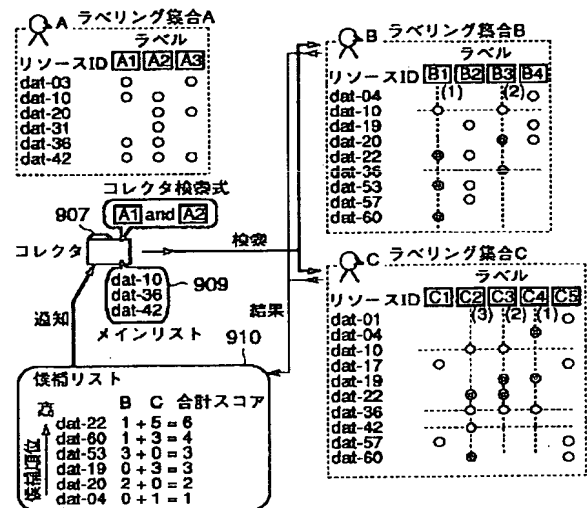 A ラベリング集合A
ラベル
リソースID A1 A2 A3
dat-03
dat-10
dat-20
dat-31
dat-36
dat-42
B ラベリング集合B
ラベル
リソースID B1 B2 B3 B4
(1) (2)
dat-04
dat-10
dat-19
dat-20
dat-22
dat-36
dat-53
dat-57
dat-60
コレクタ検索式
A1 and A2
907
コレクタ
検索
dat-10
dat-36
dat-42
909
メインリスト
通知
結果
910
C ラベリング集合C
ラベル
リソースID C1 C2 C3 C4 C5
(3) (2) (1)
dat-01
dat-04
dat-10
dat-17
dat-19
dat-22
dat-36
dat-42
dat-57
dat-60
候補リスト
B C 合計スコア
高
候補順位
dat-22 1 + 5 = 6
dat-60 1 + 3 = 4
dat-53 3 + 0 = 3
dat-19 0 + 3 = 3
dat-20 2 + 0 = 2
dat-04 0 + 1 = 1